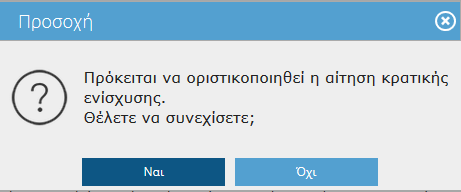 Προσοχή
Πρόκειται να οριστικοποιηθεί η αίτηση κρατικής
ενίσχυσης.
Θέλετε να συνεχίσετε;
Ναι
Όχι